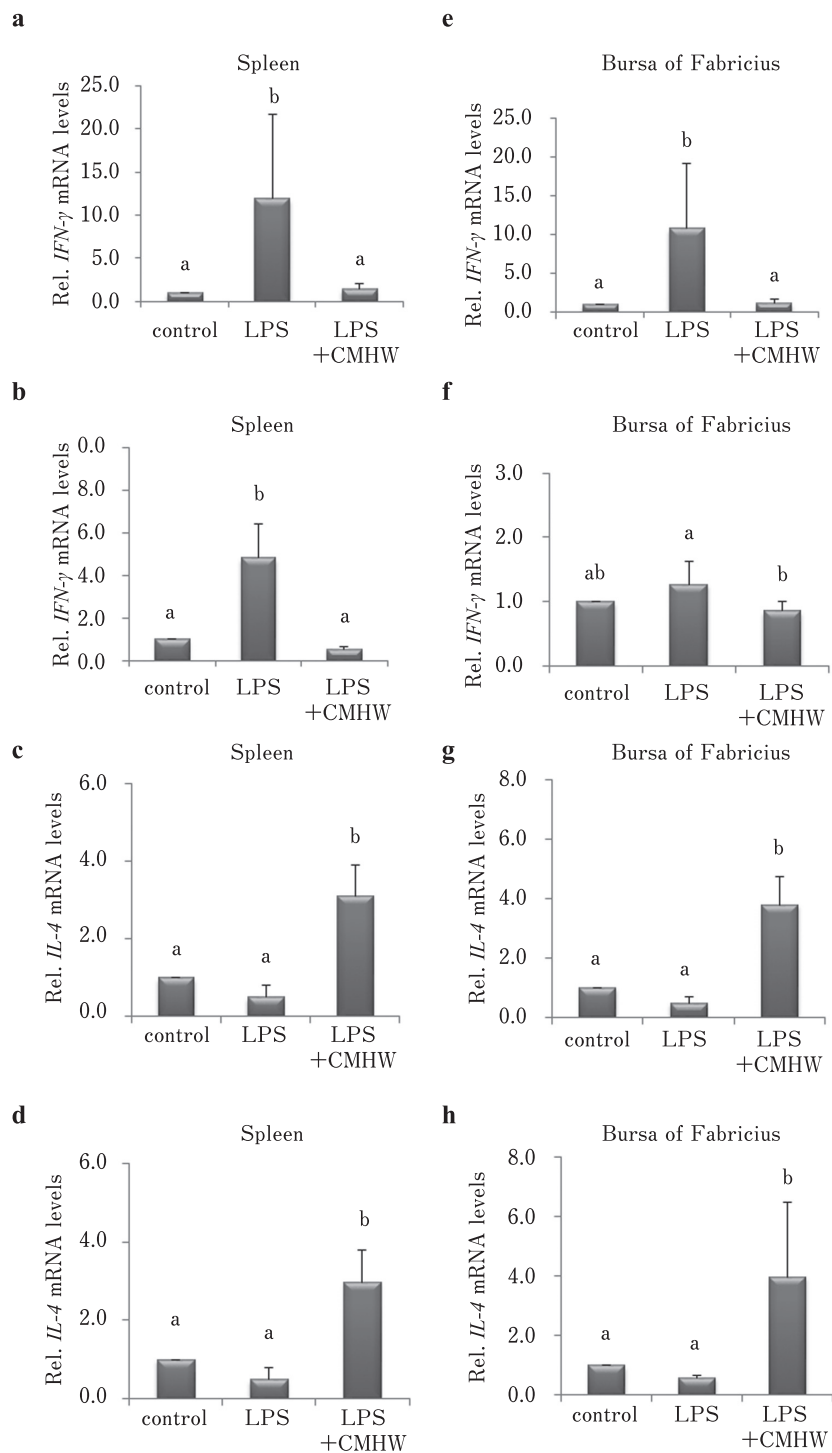 a
Spleen
Rel. IFN-γ mRNA levels
25.0
20.0
15.0
10.0
5.0
0.0
b
a
a
control
LPS
LPS
+CMHW
e
Bursa of Fabricius
Rel. IFN-γ mRNA levels
25.0
20.0
15.0
10.0
5.0
0.0
b
a
a
control
LPS
LPS
+CMHW
b
Spleen
Rel. IFN-γ mRNA levels
0.0
8.0
6.0
4.0
2.0
0.0
b
a
a
control
LPS
LPS
+CMHW
f
Bursa of Fabricius
Rel. IFN-γ mRNA levels
3.0
2.0
1.0
0.0
ab
a
b
control
LPS
LPS
+CMHW
c
Spleen
Rel. IL-4 mRNA levels
6.0
4.0
2.0
0.0
a
a
b
control
LPS
LPS
+CMHW
g
Bursa of Fabricius
Rel. IL-4 mRNA levels
8.0
6.0
4.0
2.0
0.0
a
a
b
control
LPS
LPS
+CMHW
d
Spleen
Rel. IL-4 mRNA levels
6.0
4.0
2.0
0.0
a
a
b
control
LPS
LPS
+CMHW
h
Bursa of Fabricius
Rel. IL-4 mRNA levels
8.0
6.0
4.0
2.0
0.0
a
a
b
control
LPS
LPS
+CMHW